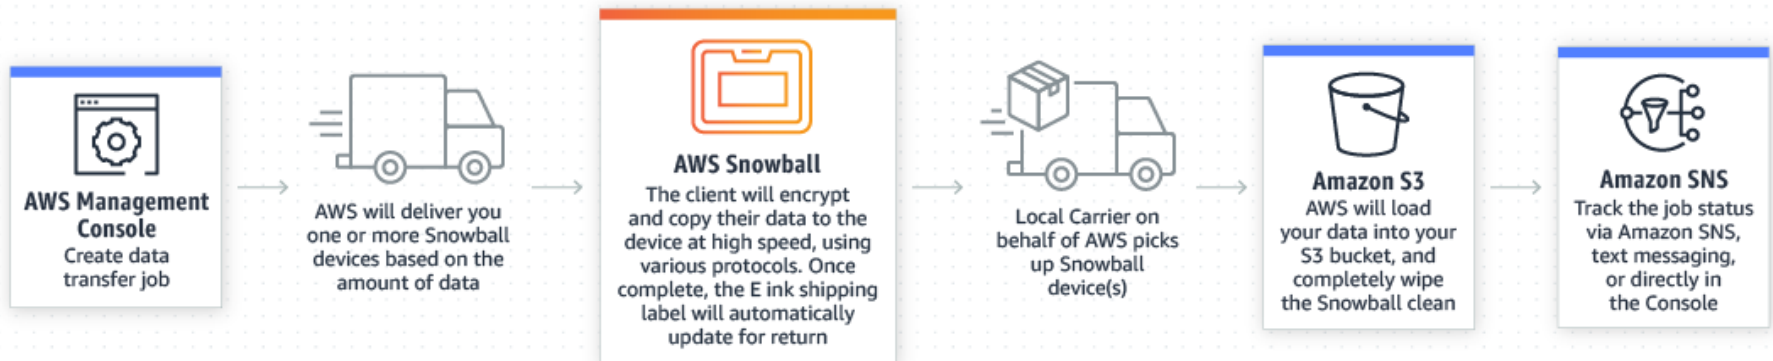 AWS Management
Console
Create data
transfer job
AWS will deliver you
one or more Snowball
devices based on the
amount of data
AWS Snowball
The client will encrypt
and copy their data to the
device at high speed, using
various protocols. Once
complete, the E ink shipping
label will automatically
update for return
Local Carrier on
behalf of AWS picks
up Snowball
device(s)
Amazon S3
AWS will load
your data into your
S3 bucket, and
completely wipe
the Snowball clean
Amazon SNS
Track the job status
via Amazon SNS,
text messaging,
or directly in
the Console